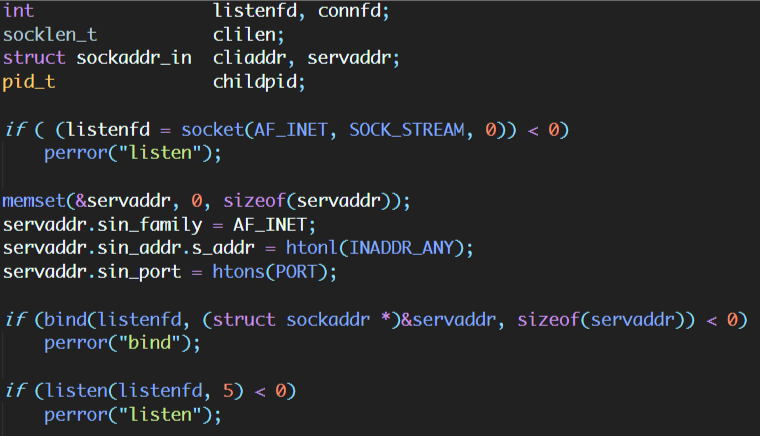 int                listenfd, connfd;
socklen_t          clilen;
struct sockaddr_in cliaddr, servaddr;
pid_t              childpid;
if ( (listenfd = socket(AF_INET, SOCK_STREAM, 0)) < 0)
    perror("listen");
memset(&servaddr, 0, sizeof(servaddr));
servaddr.sin_family = AF_INET;
servaddr.sin_addr.s_addr = htonl(INADDR_ANY);
servaddr.sin_port = htons(PORT);
if (bind(listenfd, (struct sockaddr *)&servaddr, sizeof(servaddr)) < 0)
    perror("bind");
if (listen(listenfd, 5) < 0)
    perror("listen");